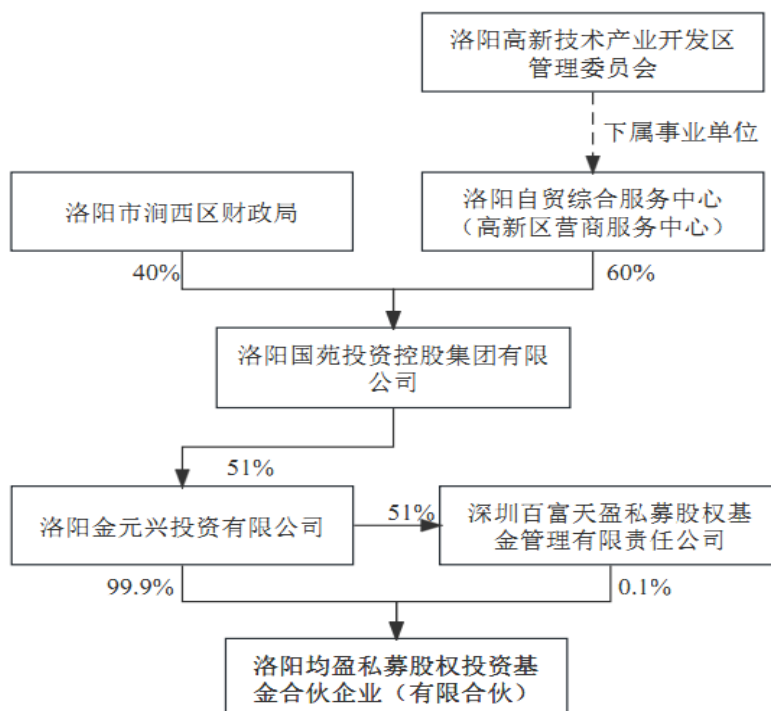 洛阳高新技术产业开发区
管理委员会
下属事业单位
洛阳市涧西区财政局
洛阳自贸综合服务中心
（高新区营商服务中心）
40%
60%
洛阳国苑投资控股集团有限
公司
51%
洛阳金元兴投资有限公司
51%
深圳百富天盈私募股权基
金管理有限责任公司
99.9%
0.1%
洛阳均盈私募股权投资基
金合伙企业（有限合伙）